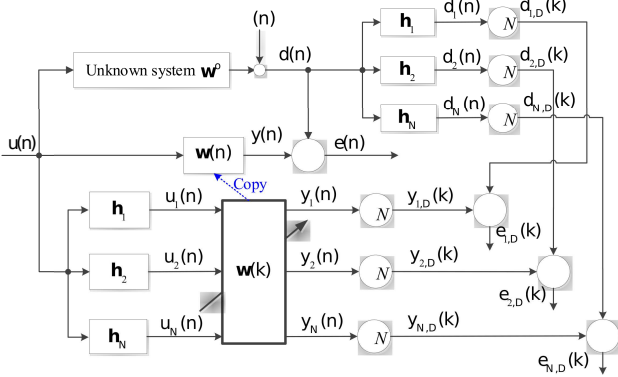 (n)
d(n)
h1 d1(n) N d1,D(k)
Unknown system wo
h2 d2(n) N d2,D(k)
hN dN(n) N dN,D(k)
u(n)
w(n) y(n) e(n)
Copy
h1 u1(n) y1(n) N y1,D(k)
e1,D(k)
h2 u2(n) w(k) y2(n) N y2,D(k)
e2,D(k)
hN uN(n) yN(n) N yN,D(k)
eN,D(k)